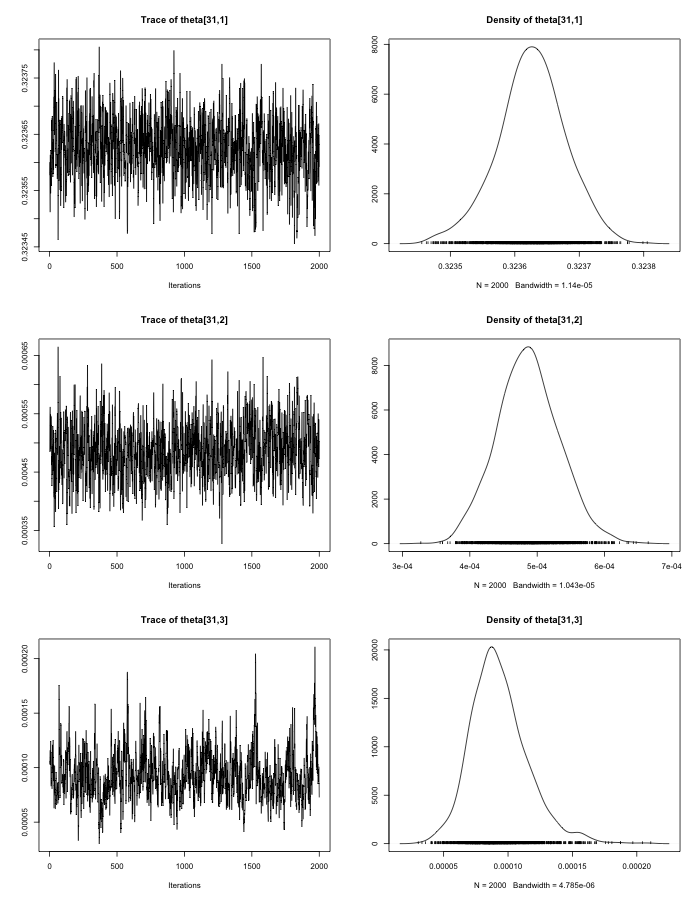 Trace of theta[31,1]
0.32345 0.32355 0.32365 0.32375
0 500 1000 1500 2000
Iterations
Density of theta[31,1]
0 2000 4000 6000 8000
0.3235 0.3236 0.3237 0.3238
N = 2000 Bandwidth = 1.14e-05
Trace of theta[31,2]
0.00035 0.00045 0.00055 0.00065
0 500 1000 1500 2000
Iterations
Density of theta[31,2]
0 2000 4000 6000 8000
3e-04 4e-04 5e-04 6e-04 7e-04
N = 2000 Bandwidth = 1.043e-05
Trace of theta[31,3]
0.00005 0.00010 0.00015 0.00020
0 500 1000 1500 2000
Iterations
Density of theta[31,3]
0 5000 10000 15000 20000
0.00005 0.00010 0.00015 0.00020
N = 2000 Bandwidth = 4.785e-06